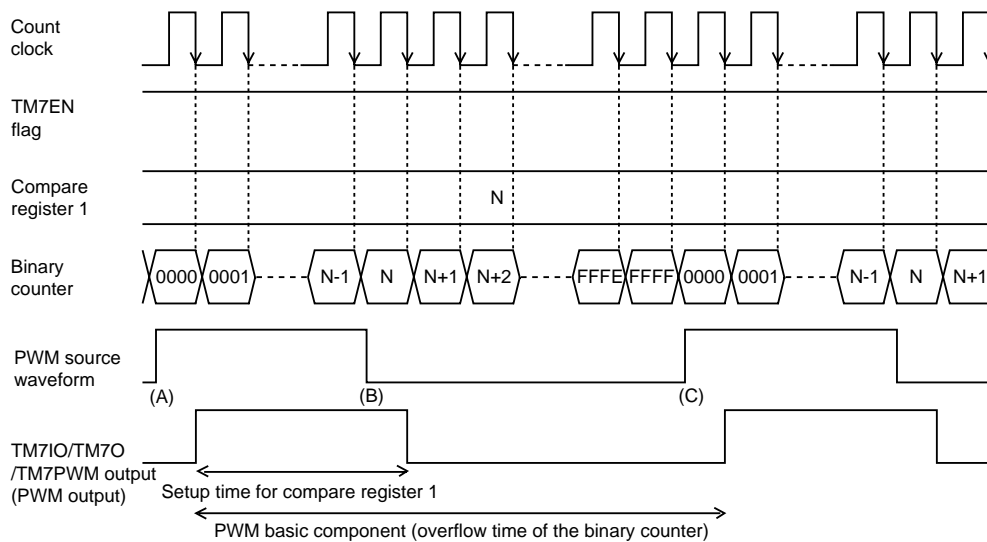 Count
clock
TM7EN
flag
Compare
register 1
N
Binary
counter
0000 0001 N-1 N N+1 N+2 FFFE FFFF 0000 0001 N-1 N N+1
PWM source
waveform
(A) (B) (C)
TM7IO/TM7O
/TM7PWM output
(PWM output)
Setup time for compare register 1
PWM basic component (overflow time of the binary counter)